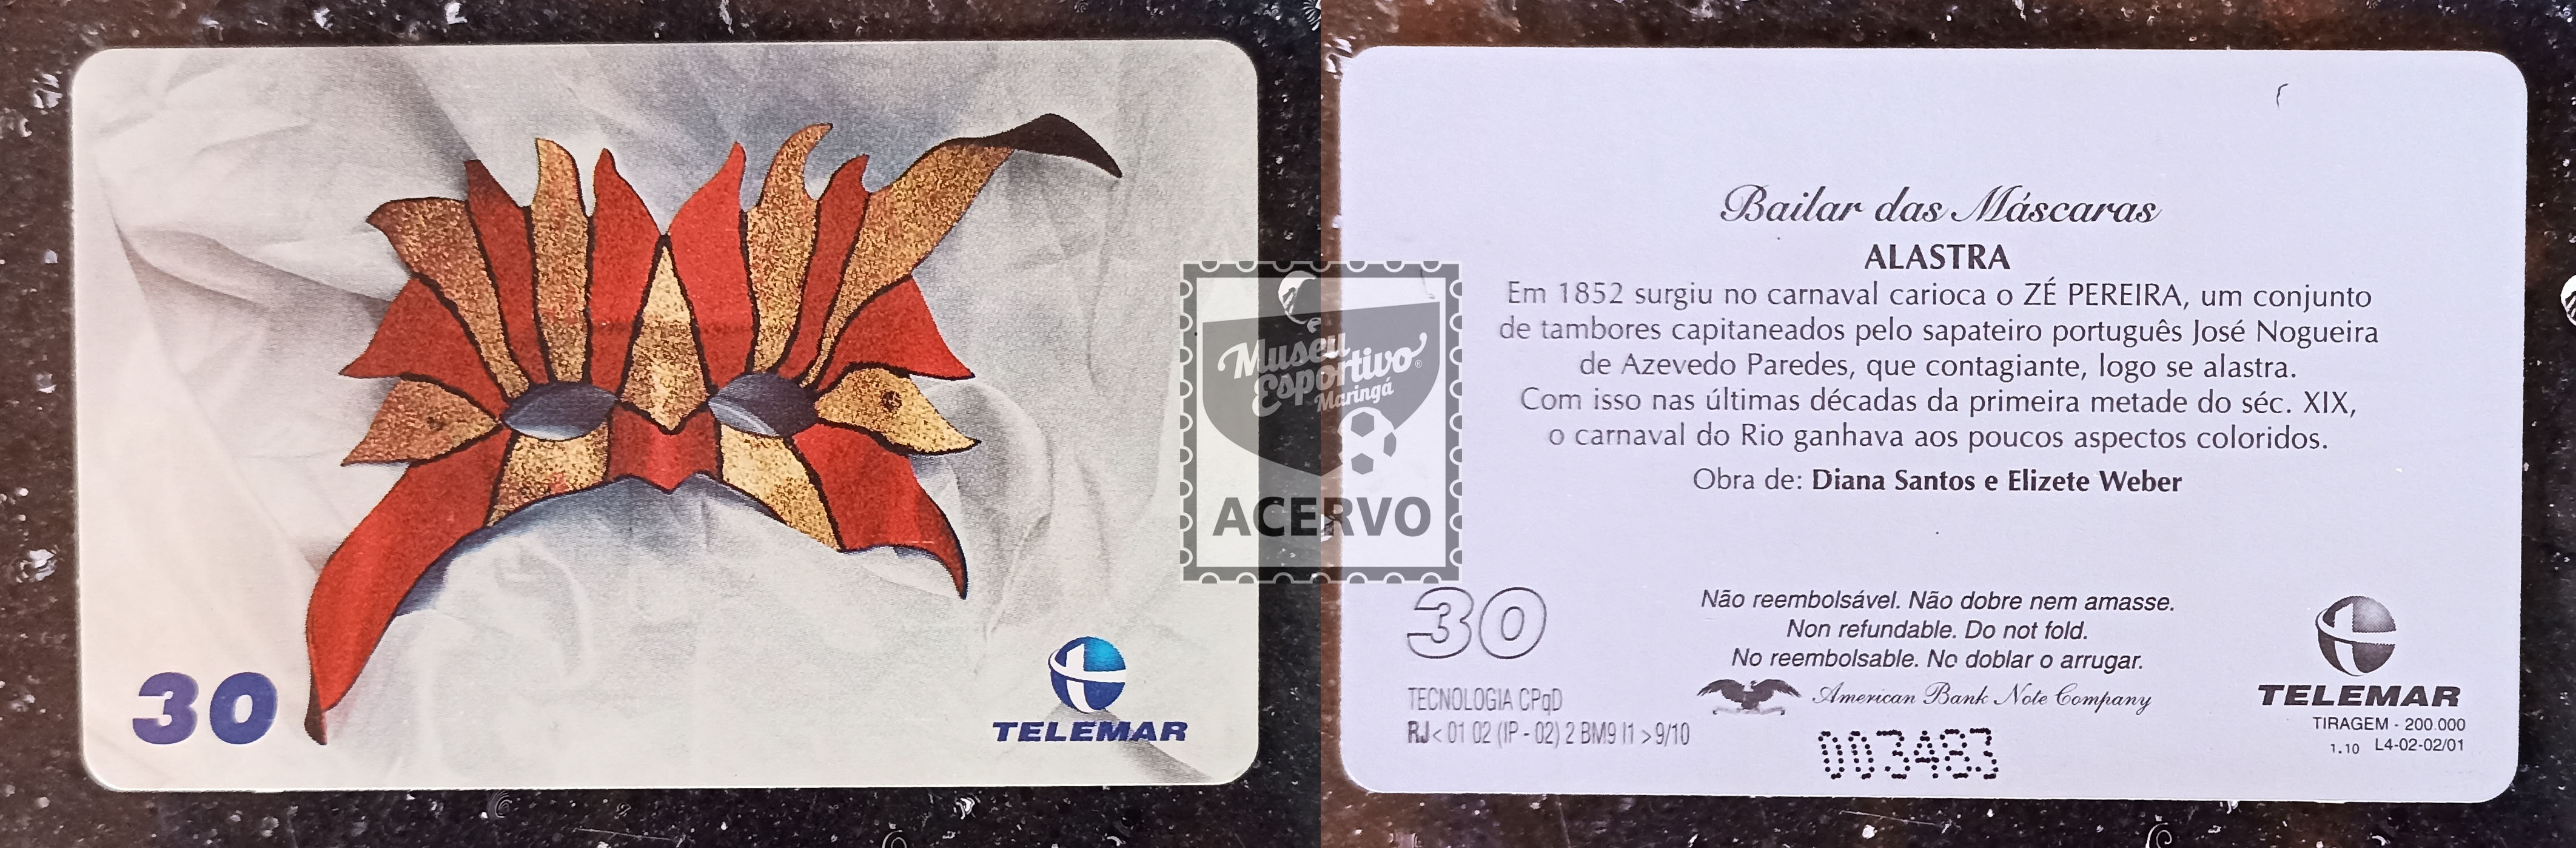 30
TELEMAR
Museu
Esportivo
Maringá
ACERVO
Bailar das Máscaras
ALASTRA
Em 1852 surgiu no carnaval carioca o ZÉ PEREIRA, um conjunto
de tambores capitaneados pelo sapateiro português José Nogueira
de Azevedo Paredes, que contagiante, logo se alastra.
Com isso nas últimas décadas da primeira metade do séc. XIX,
o carnaval do Rio ganhava aos poucos aspectos coloridos.
Obra de: Diana Santos e Elizete Weber
30
Não reembolsável. Não dobre nem amasse.
Non refundable. Do not fold.
No reembolsable. No doblar o arrugar.
TECNOLOGIA CPqD
RJ< 01 02 (IP - 02) 2 BM9 I1 >9/10
American Bank Note Company
003483
TELEMAR
TIRAGEM - 200.000
1.10 L4-02-02/01